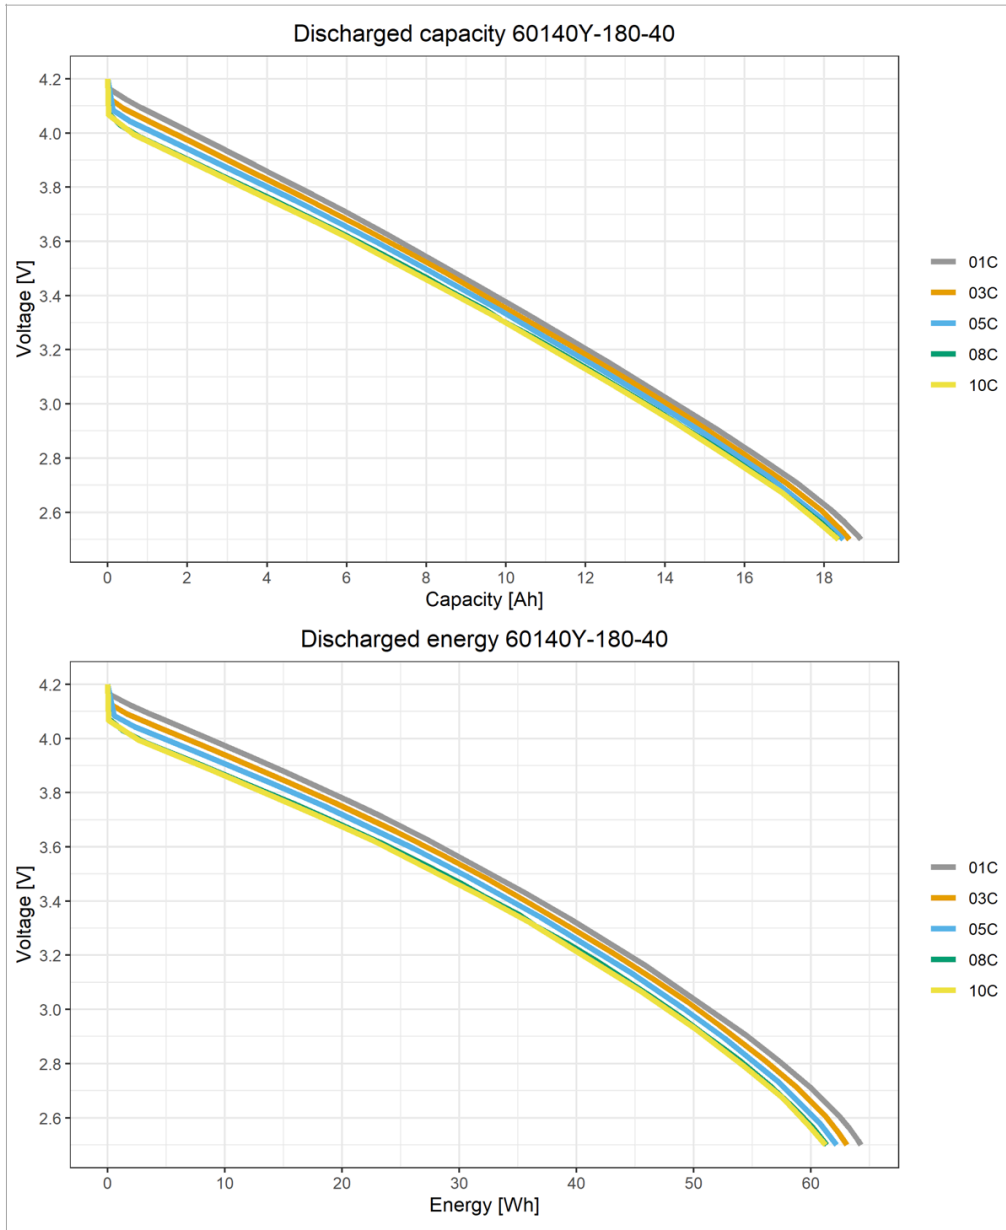 Discharged capacity 60140Y-180-40
4.2
4.0
3.8
3.6
3.4
3.2
3.0
2.8
2.6
Voltage [V]
0 2 4 6 8 10 12 14 16 18
Capacity [Ah]
01C
03C
05C
08C
10C
Discharged energy 60140Y-180-40
4.2
4.0
3.8
3.6
3.4
3.2
3.0
2.8
2.6
Voltage [V]
0 10 20 30 40 50 60
Energy [Wh]
01C
03C
05C
08C
10C